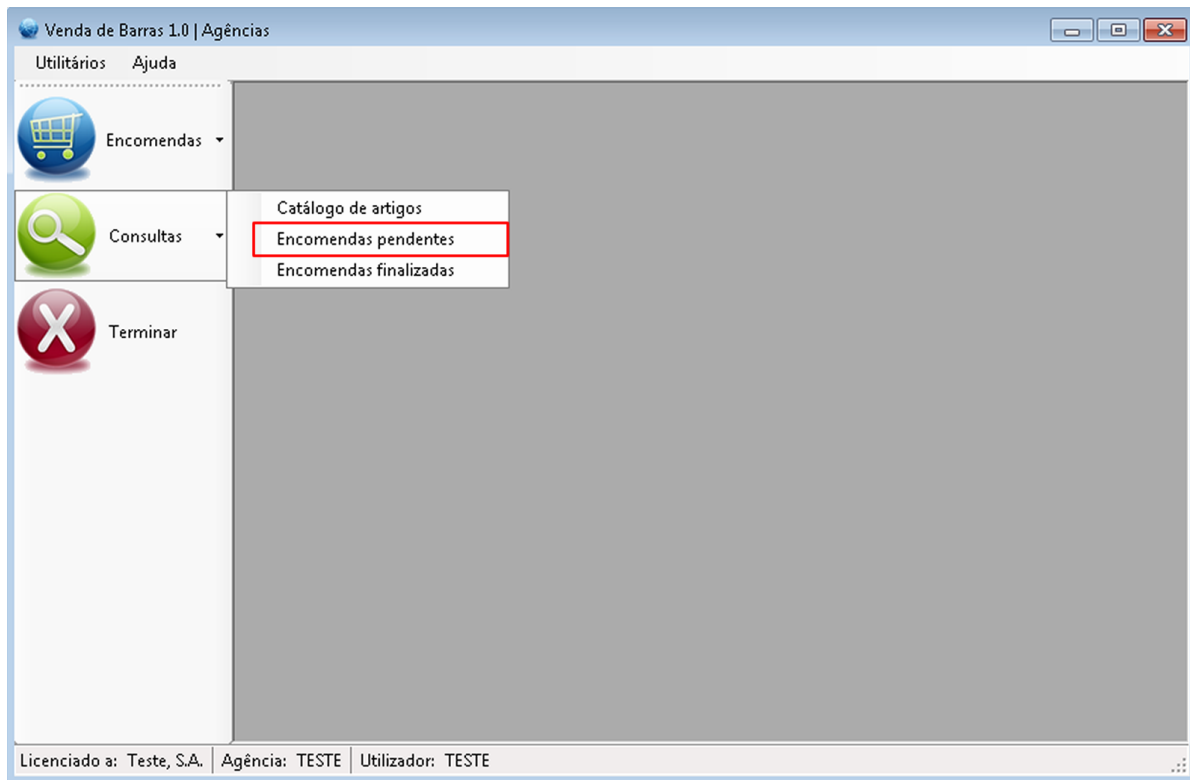 Venda de Barras 1.0 | Agências
Utilitários Ajuda
Encomendas
Consultas
Catálogo de artigos
Encomendas pendentes
Encomendas finalizadas
Terminar
Licenciado a: Teste, S.A. Agência: TESTE Utilizador: TESTE